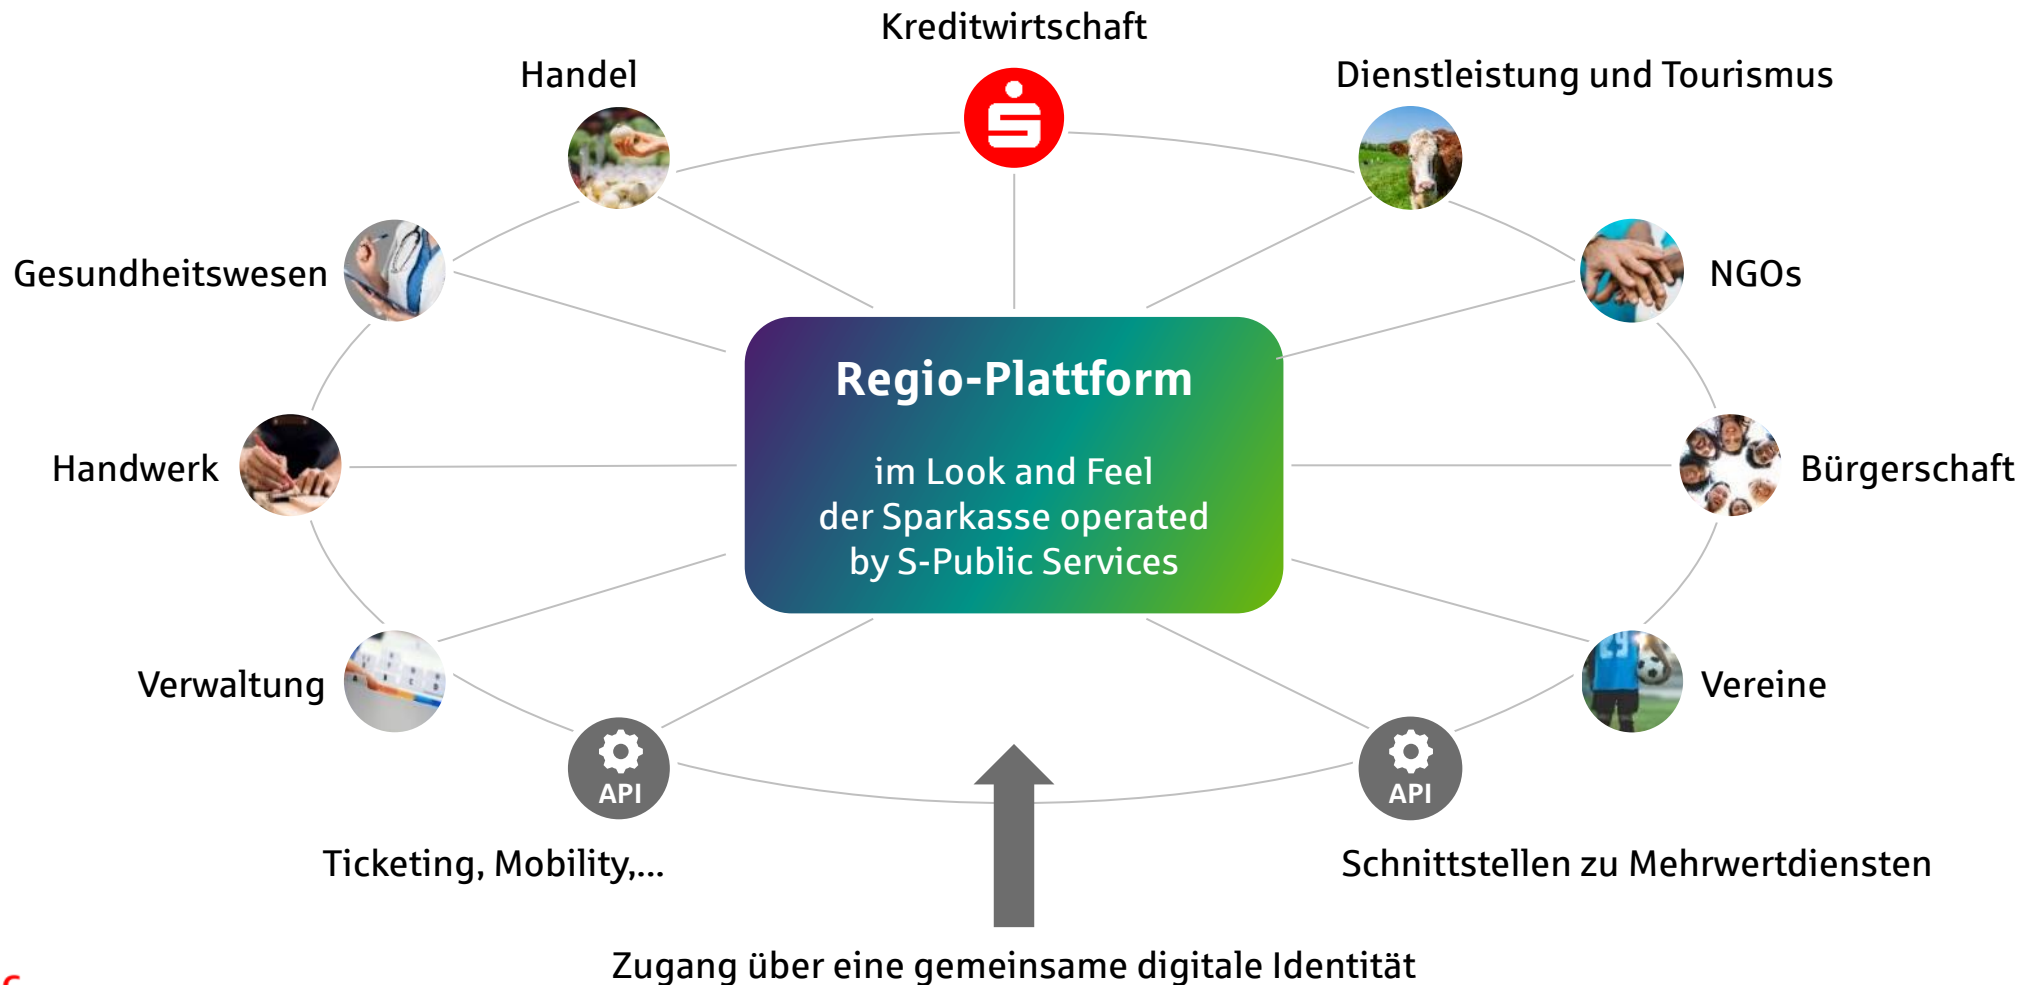 Kreditwirtschaft
Handel
Dienstleistung und Tourismus
Gesundheitswesen
NGOs
Regio-Plattform
im Look and Feel
der Sparkasse operated
by S-Public Services
Handwerk
Bürgerschaft
Verwaltung
Vereine
API
API
Ticketing, Mobility,...
Schnittstellen zu Mehrwertdiensten
Zugang über eine gemeinsame digitale Identität